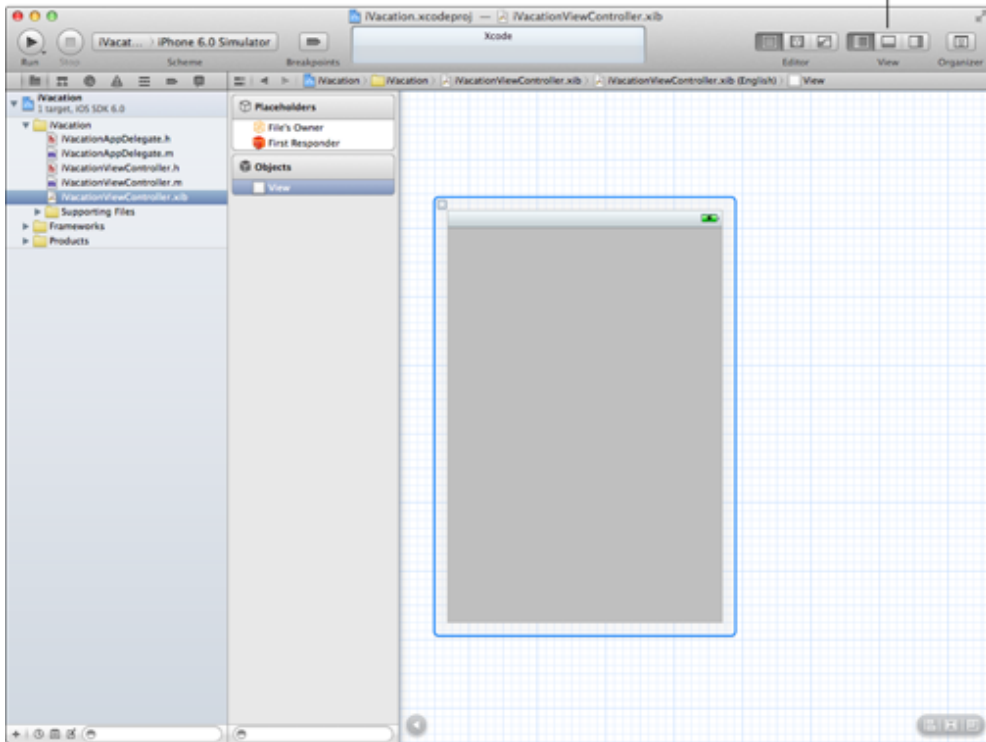 iVacation.xcodeproj — iVacationViewController.xib
iVacat... iPhone 6.0 Simulator
Xcode
Run Stop Scheme Breakpoints Editor View Organizer
iVacation iVacation iVacationViewController.xib iVacationViewController.xib (English) View
iVacation
1 target, iOS SDK 6.0
iVacation
iVacationAppDelegate.h
iVacationAppDelegate.m
iVacationViewController.h
iVacationViewController.m
iVacationViewController.xib
Supporting Files
Frameworks
Products
Placeholders
File's Owner
First Responder
Objects
View